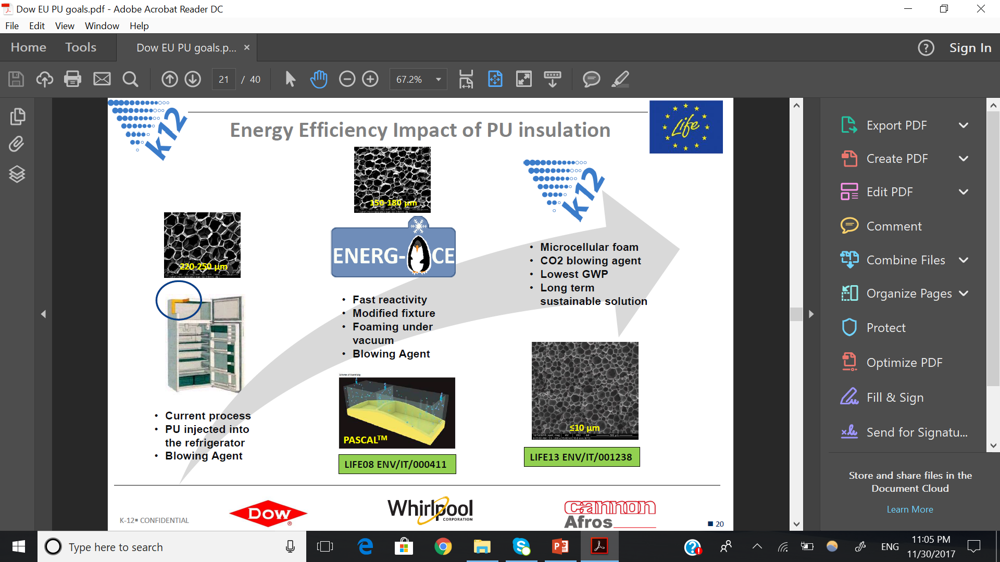 Dow EU PU goals.pdf - Adobe Acrobat Reader DC
File Edit View Window Help
Home Tools Dow EU PU goals.p... × ? Sign In
21 / 40 67.2%
k12
Energy Efficiency Impact of PU insulation
Life
150-180 µm
k12
220-250 µm
ENERG-CE
Microcellular foam
CO2 blowing agent
Lowest GWP
Long term
sustainable solution
Fast reactivity
Modified fixture
Foaming under
vacuum
Blowing Agent
Current process
PU injected into
the refrigerator
Blowing Agent
Scheme of foaming
PASCAL™
LIFE08 ENV/IT/000411
≤10 µm
LIFE13 ENV/IT/001238
K-12 CONFIDENTIAL
Dow®
Whirlpool
CORPORATION
cannon
Afros
20
Export PDF
Create PDF
Edit PDF
Comment
Combine Files
Organize Pages
Protect
Optimize PDF
Fill & Sign
Send for Signatu...
Store and share files in the
Document Cloud
Learn More
Type here to search
ENG
11:05 PM
11/30/2017